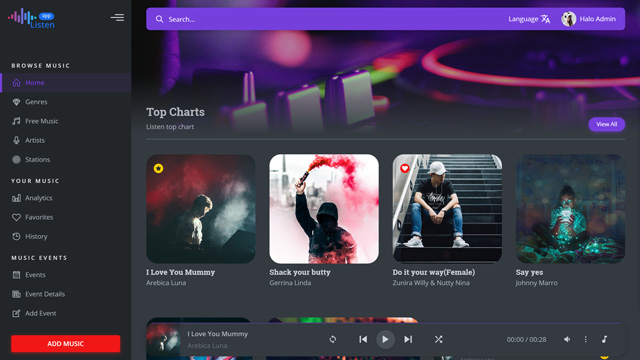 app
Listen
Search...
Language
Halo Admin
BROWSE MUSIC
Home
Genres
Free Music
Artists
Stations
YOUR MUSIC
Analytics
Favorites
History
MUSIC EVENTS
Events
Event Details
Add Event
ADD MUSIC
Top Charts
Listen top chart
View All
I Love You Mummy
Arebica Luna
Shack your butty
Gerrina Linda
Do it your way(Female)
Zunira Willy & Nutty Nina
Say yes
Johnny Marro
I Love You Mummy
Arebica Luna
00:00 / 00:28